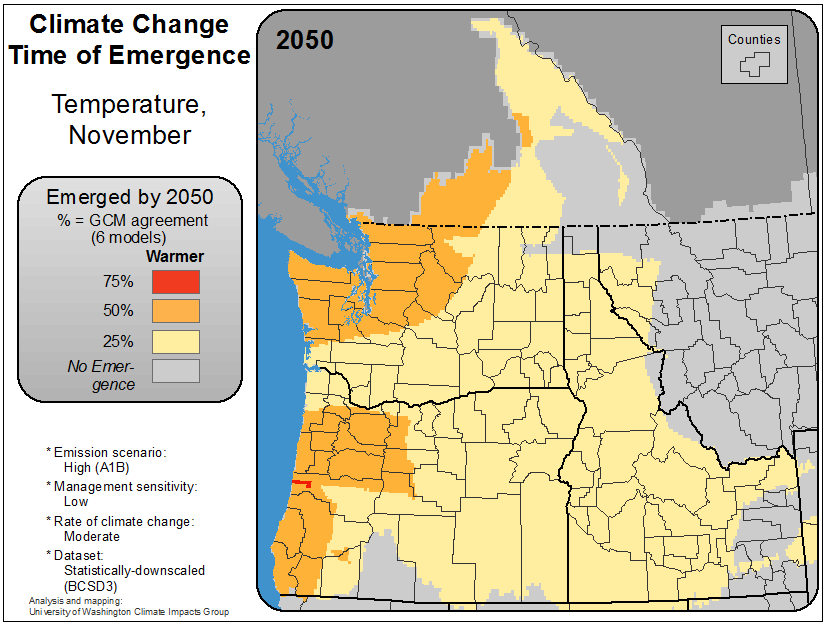 Climate Change
Time of Emergence
Temperature,
November
Emerged by 2050
% = GCM agreement
(6 models)
Warmer
75%
50%
25%
No Emer-
gence
* Emission scenario:
High (A1B)
* Management sensitivity:
Low
* Rate of climate change:
Moderate
* Dataset:
Statistically-downscaled
(BCSD3)
Analysis and mapping:
University of Washington Climate Impacts Group
2050
Counties